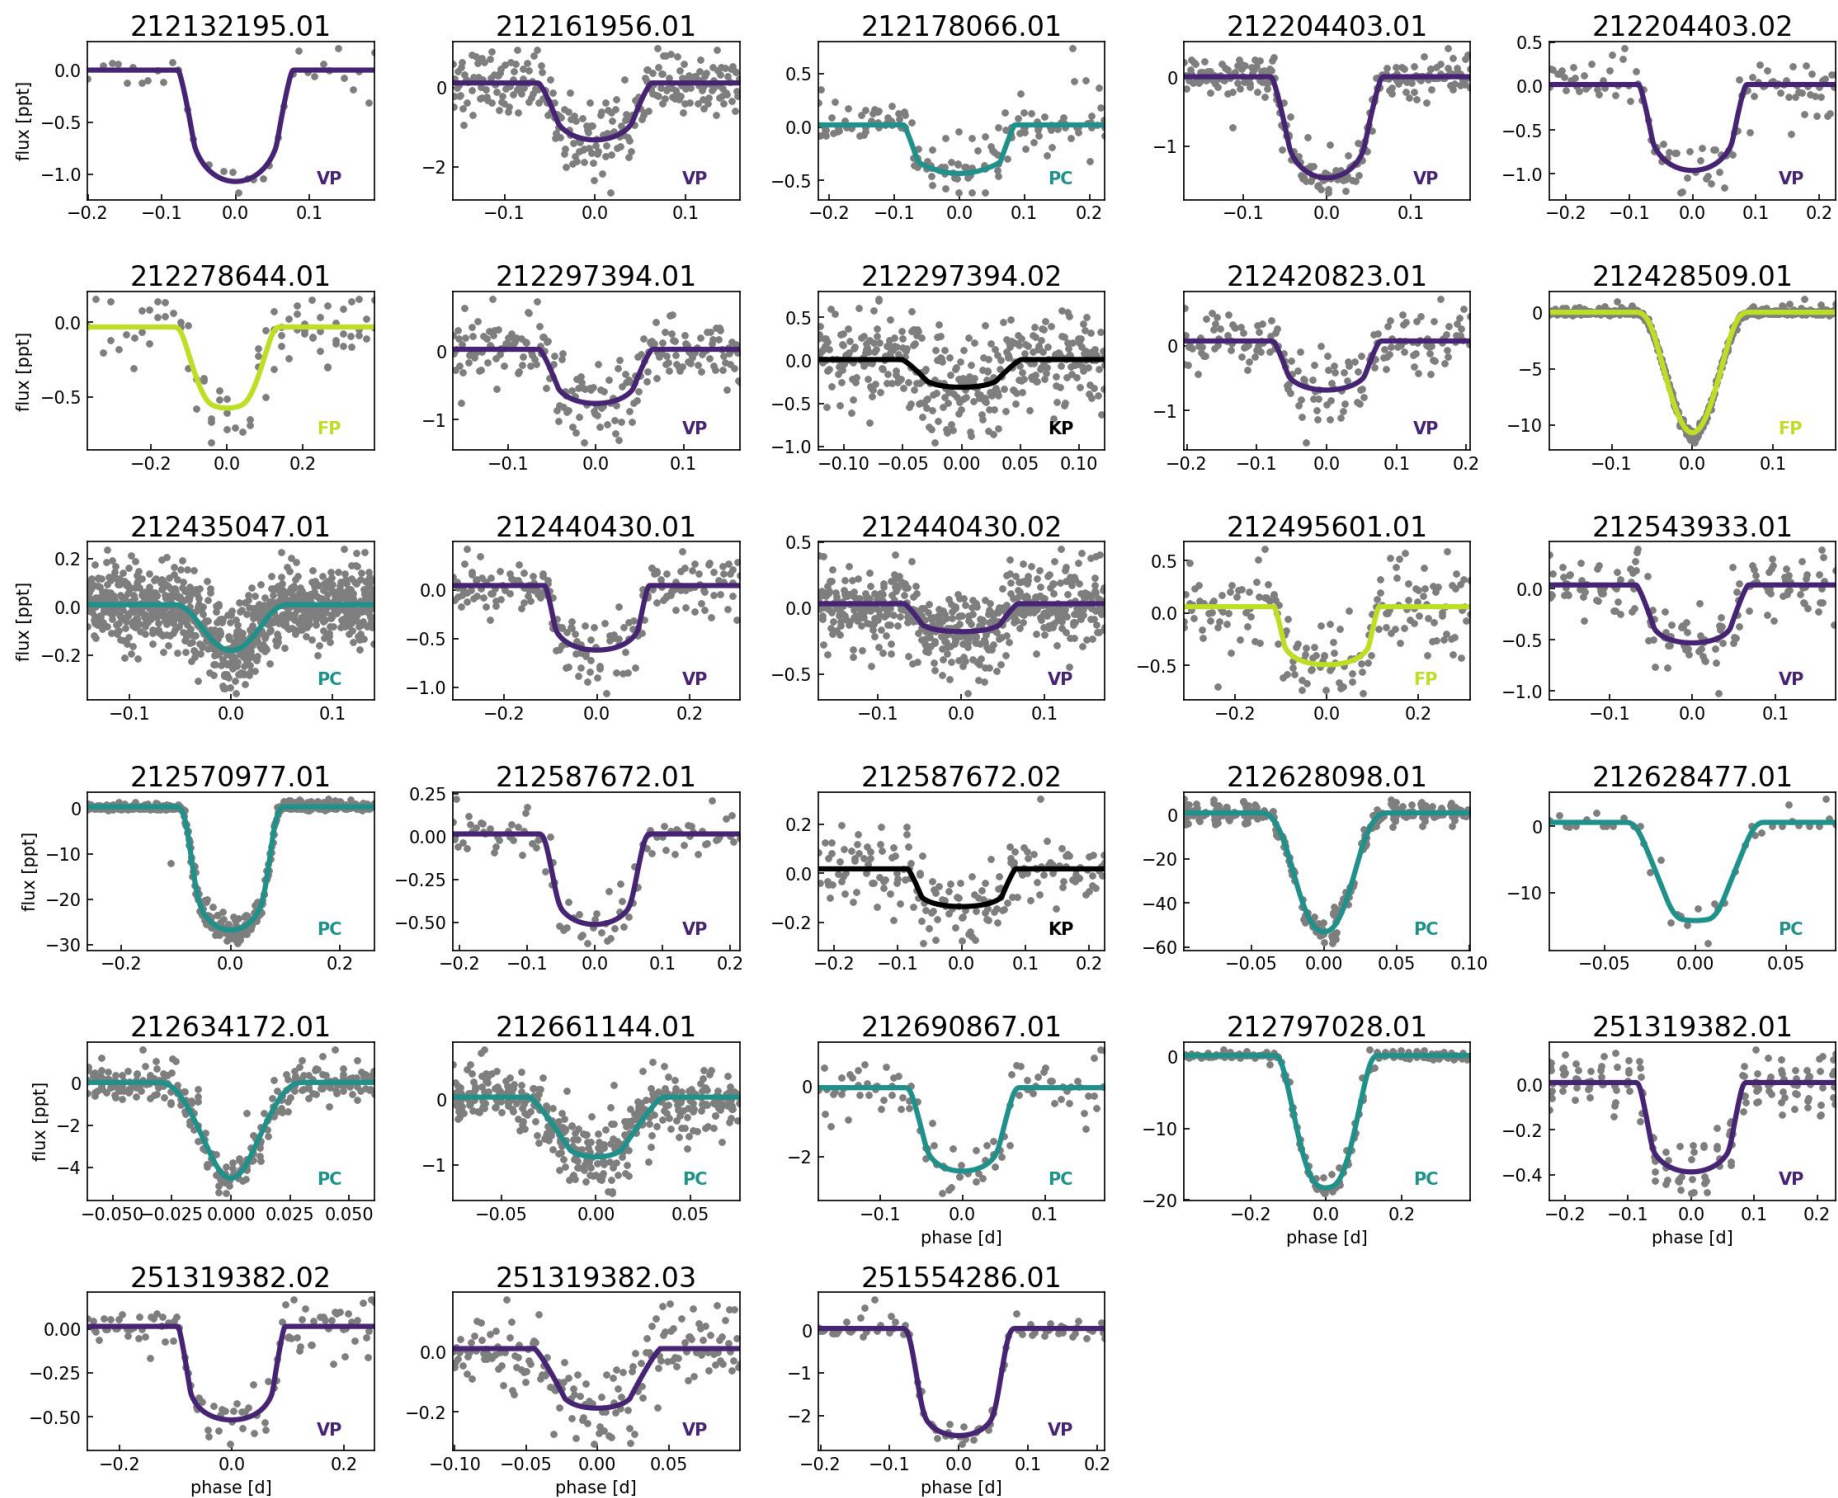 212132195.01 212161956.01 212178066.01 212204403.01 212204403.02
flux [ppt]
0.0 −0.5 −1.0
−0.2 −0.1 0.0 0.1
VP
0 −2
−0.1 0.0 0.1
VP
0.5 0.0 −0.5
−0.2 −0.1 0.0 0.1 0.2
PC
0 −1
−0.1 0.0 0.1
VP
0.5 0.0 −0.5 −1.0
−0.2 −0.1 0.0 0.1 0.2
VP
212278644.01 212297394.01 212297394.02 212420823.01 212428509.01
flux [ppt]
0.0 −0.5
−0.2 0.0 0.2
FP
0 −1
−0.1 0.0 0.1
VP
0.5 0.0 −0.5 −1.0
−0.10 −0.05 0.00 0.05 0.10
KP
0 −1
−0.2 −0.1 0.0 0.1 0.2
VP
0 −5 −10
−0.1 0.0 0.1
FP
212435047.01 212440430.01 212440430.02 212495601.01 212543933.01
flux [ppt]
0.2 0.0 −0.2
−0.1 0.0 0.1
PC
0.0 −0.5 −1.0
−0.2 0.0 0.2
VP
0.5 0.0 −0.5
−0.1 0.0 0.1
VP
0.5 0.0 −0.5
−0.2 0.0 0.2
FP
0.0 −0.5 −1.0
−0.1 0.0 0.1
VP
212570977.01 212587672.01 212587672.02 212628098.01 212628477.01
flux [ppt]
0 −10 −20 −30
−0.2 0.0 0.2
PC
0.25 0.00 −0.25 −0.50
−0.2 −0.1 0.0 0.1 0.2
VP
0.2 0.0 −0.2
−0.2 −0.1 0.0 0.1 0.2
KP
0 −20 −40 −60
−0.05 0.00 0.05 0.10
PC
0 −10
−0.05 0.00 0.05
PC
212634172.01 212661144.01 212690867.01 212797028.01 251319382.01
flux [ppt]
0 −2 −4
−0.050 −0.025 0.000 0.025 0.050
PC
0 −1
−0.05 0.00 0.05
PC
0 −2
−0.1 0.0 0.1
PC
phase [d]
0 −10 −20
−0.2 0.0 0.2
PC
phase [d]
0.0 −0.2 −0.4
−0.2 −0.1 0.0 0.1 0.2
VP
phase [d]
251319382.02 251319382.03 251554286.01
0.00 −0.25 −0.50
−0.2 0.0 0.2
VP
phase [d]
0.0 −0.2
−0.10 −0.05 0.00 0.05
VP
phase [d]
0 −1 −2
−0.2 −0.1 0.0 0.1 0.2
VP